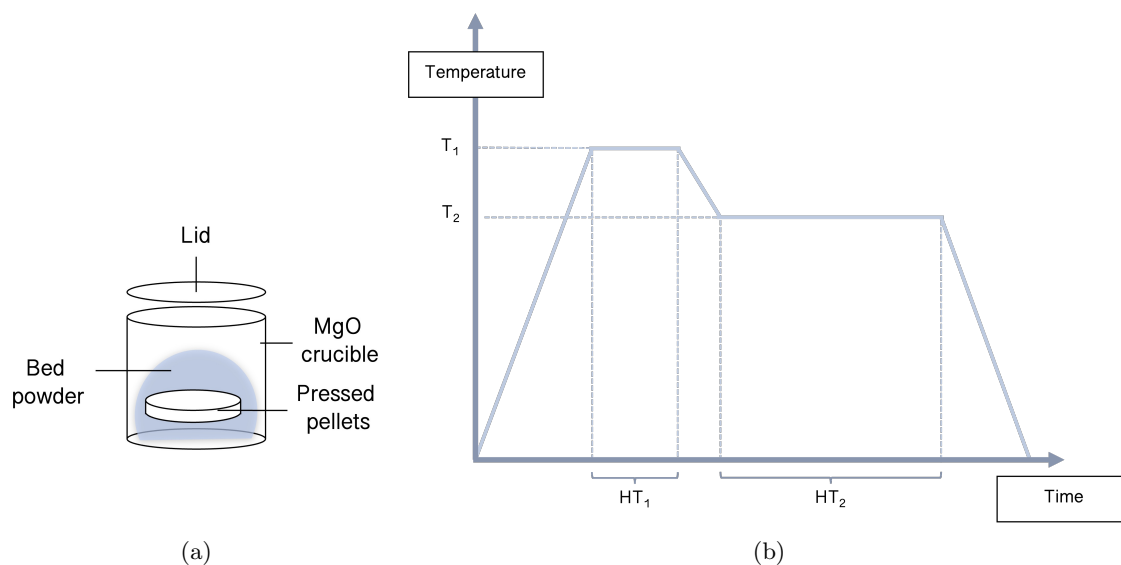 Lid
MgO
crucible
Bed
powder
Pressed
pellets
(a)
Temperature
T₁
T₂
HT₁
HT₂
Time
(b)